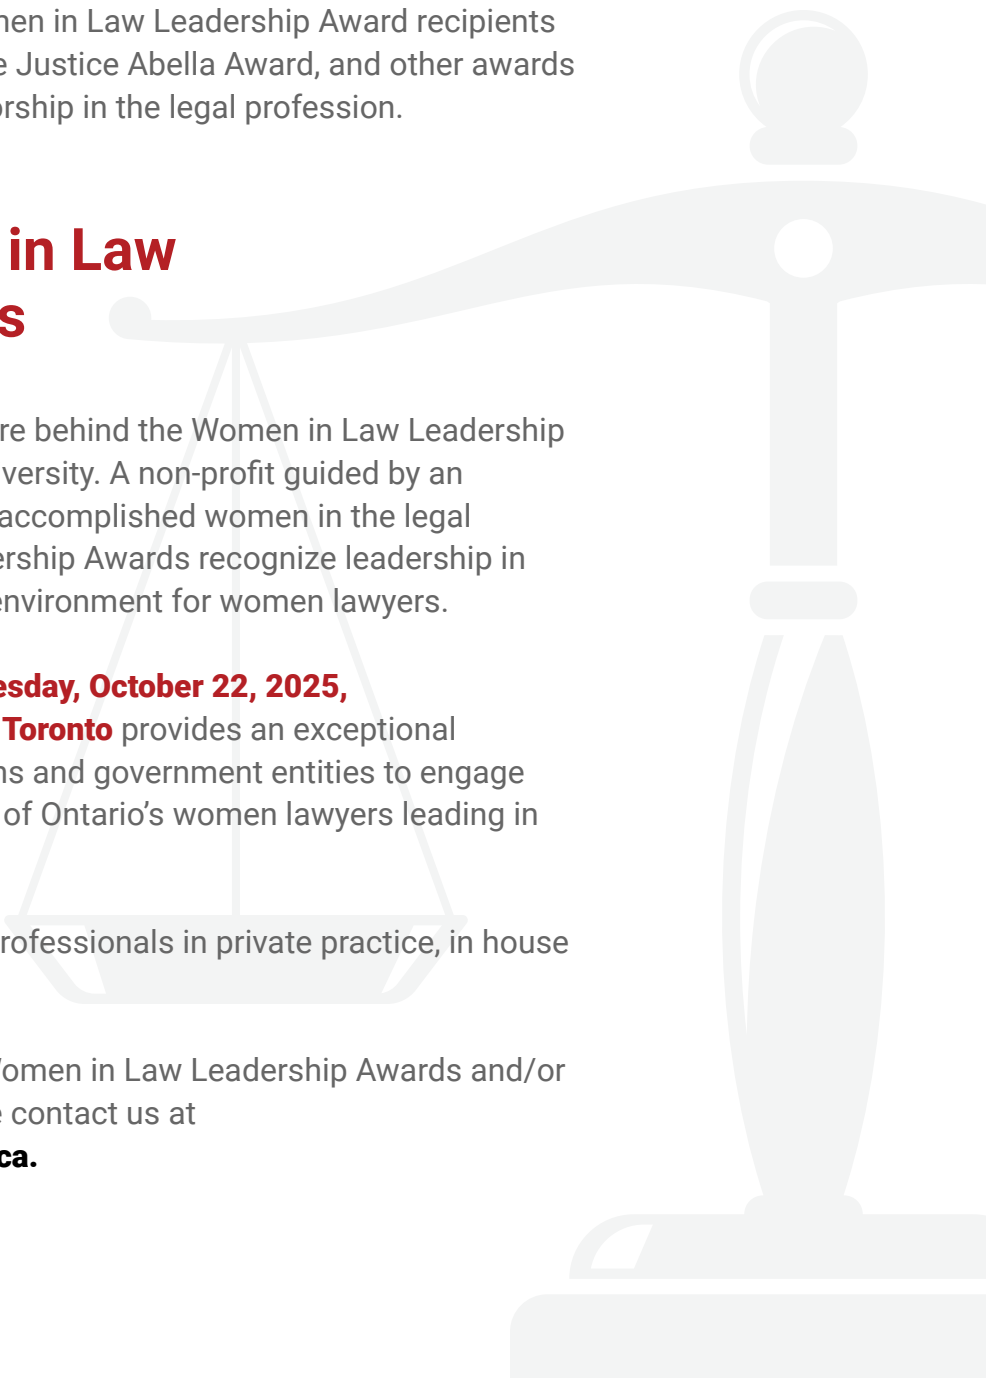 men in Law Leadership Award recipients
e Justice Abella Award, and other awards
orship in the legal profession.
in Law
s
re behind the Women in Law Leadership
versity. A non-profit guided by an
accomplished women in the legal
ership Awards recognize leadership in
environment for women lawyers.
esday, October 22, 2025,
Toronto provides an exceptional
ns and government entities to engage
of Ontario’s women lawyers leading in
rofessionals in private practice, in house
Women in Law Leadership Awards and/or
e contact us at
ca.